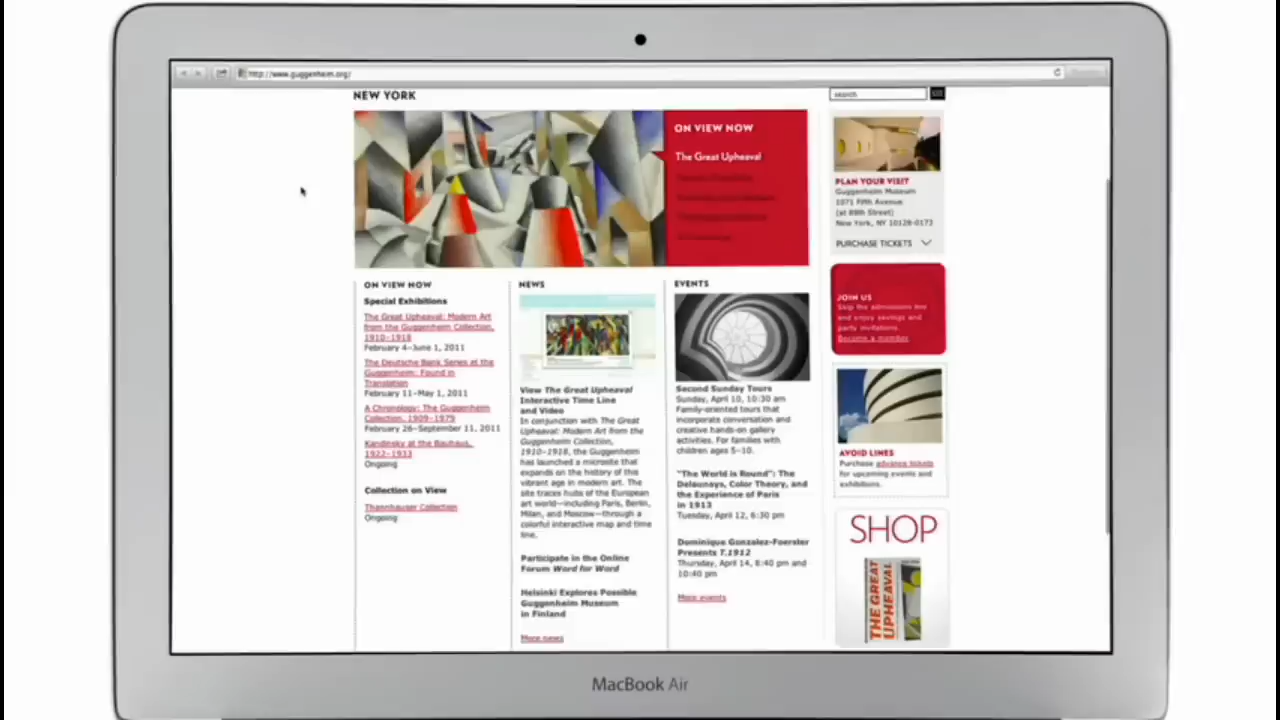 http://www.guggenheim.org/
NEW YORK
search
ON VIEW NOW
The Great Upheaval
PLAN YOUR VISIT
Guggenheim Museum
1071 Fifth Avenue
(at 89th Street)
New York, NY 10128-0173
PURCHASE TICKETS
JOIN US
Skip the admissions line
and enjoy savings and
party invitations.
Become a member
AVOID LINES
Purchase advance tickets
for upcoming events and
exhibitions.
SHOP
THE GREAT
UPHEAVAL
ON VIEW NOW
Special Exhibitions
The Great Upheaval: Modern Art
from the Guggenheim Collection,
1910–1918
February 4–June 1, 2011
The Deutsche Bank Series at the
Guggenheim: Found in
Translation
February 11–May 1, 2011
A Chronology: The Guggenheim
Collection, 1909–1979
February 26–September 11, 2011
Kandinsky at the Bauhaus,
1922–1933
Ongoing
Collection on View
Thannhauser Collection
Ongoing
NEWS
View The Great Upheaval
Interactive Time Line
and Video
In conjunction with The Great
Upheaval: Modern Art from the
Guggenheim Collection,
1910–1918, the Guggenheim
has launched a microsite that
expands on the history of this
vibrant age in modern art. The
site traces hubs of the European
art world—including Paris, Berlin,
Milan, and Moscow—through a
colorful interactive map and time
line.
Participate in the Online
Forum Word for Word
Helsinki Explores Possible
Guggenheim Museum
in Finland
More news
EVENTS
Second Sunday Tours
Sunday, April 10, 10:30 am
Family-oriented tours that
incorporate conversation and
creative hands-on gallery
activities. For families with
children ages 5–10.
"The World is Round": The
Delaunays, Color Theory, and
the Experience of Paris
in 1913
Tuesday, April 12, 6:30 pm
Dominique Gonzalez-Foerster
Presents T.1912
Thursday, April 14, 8:40 pm and
10:40 pm
More events
MacBook Air